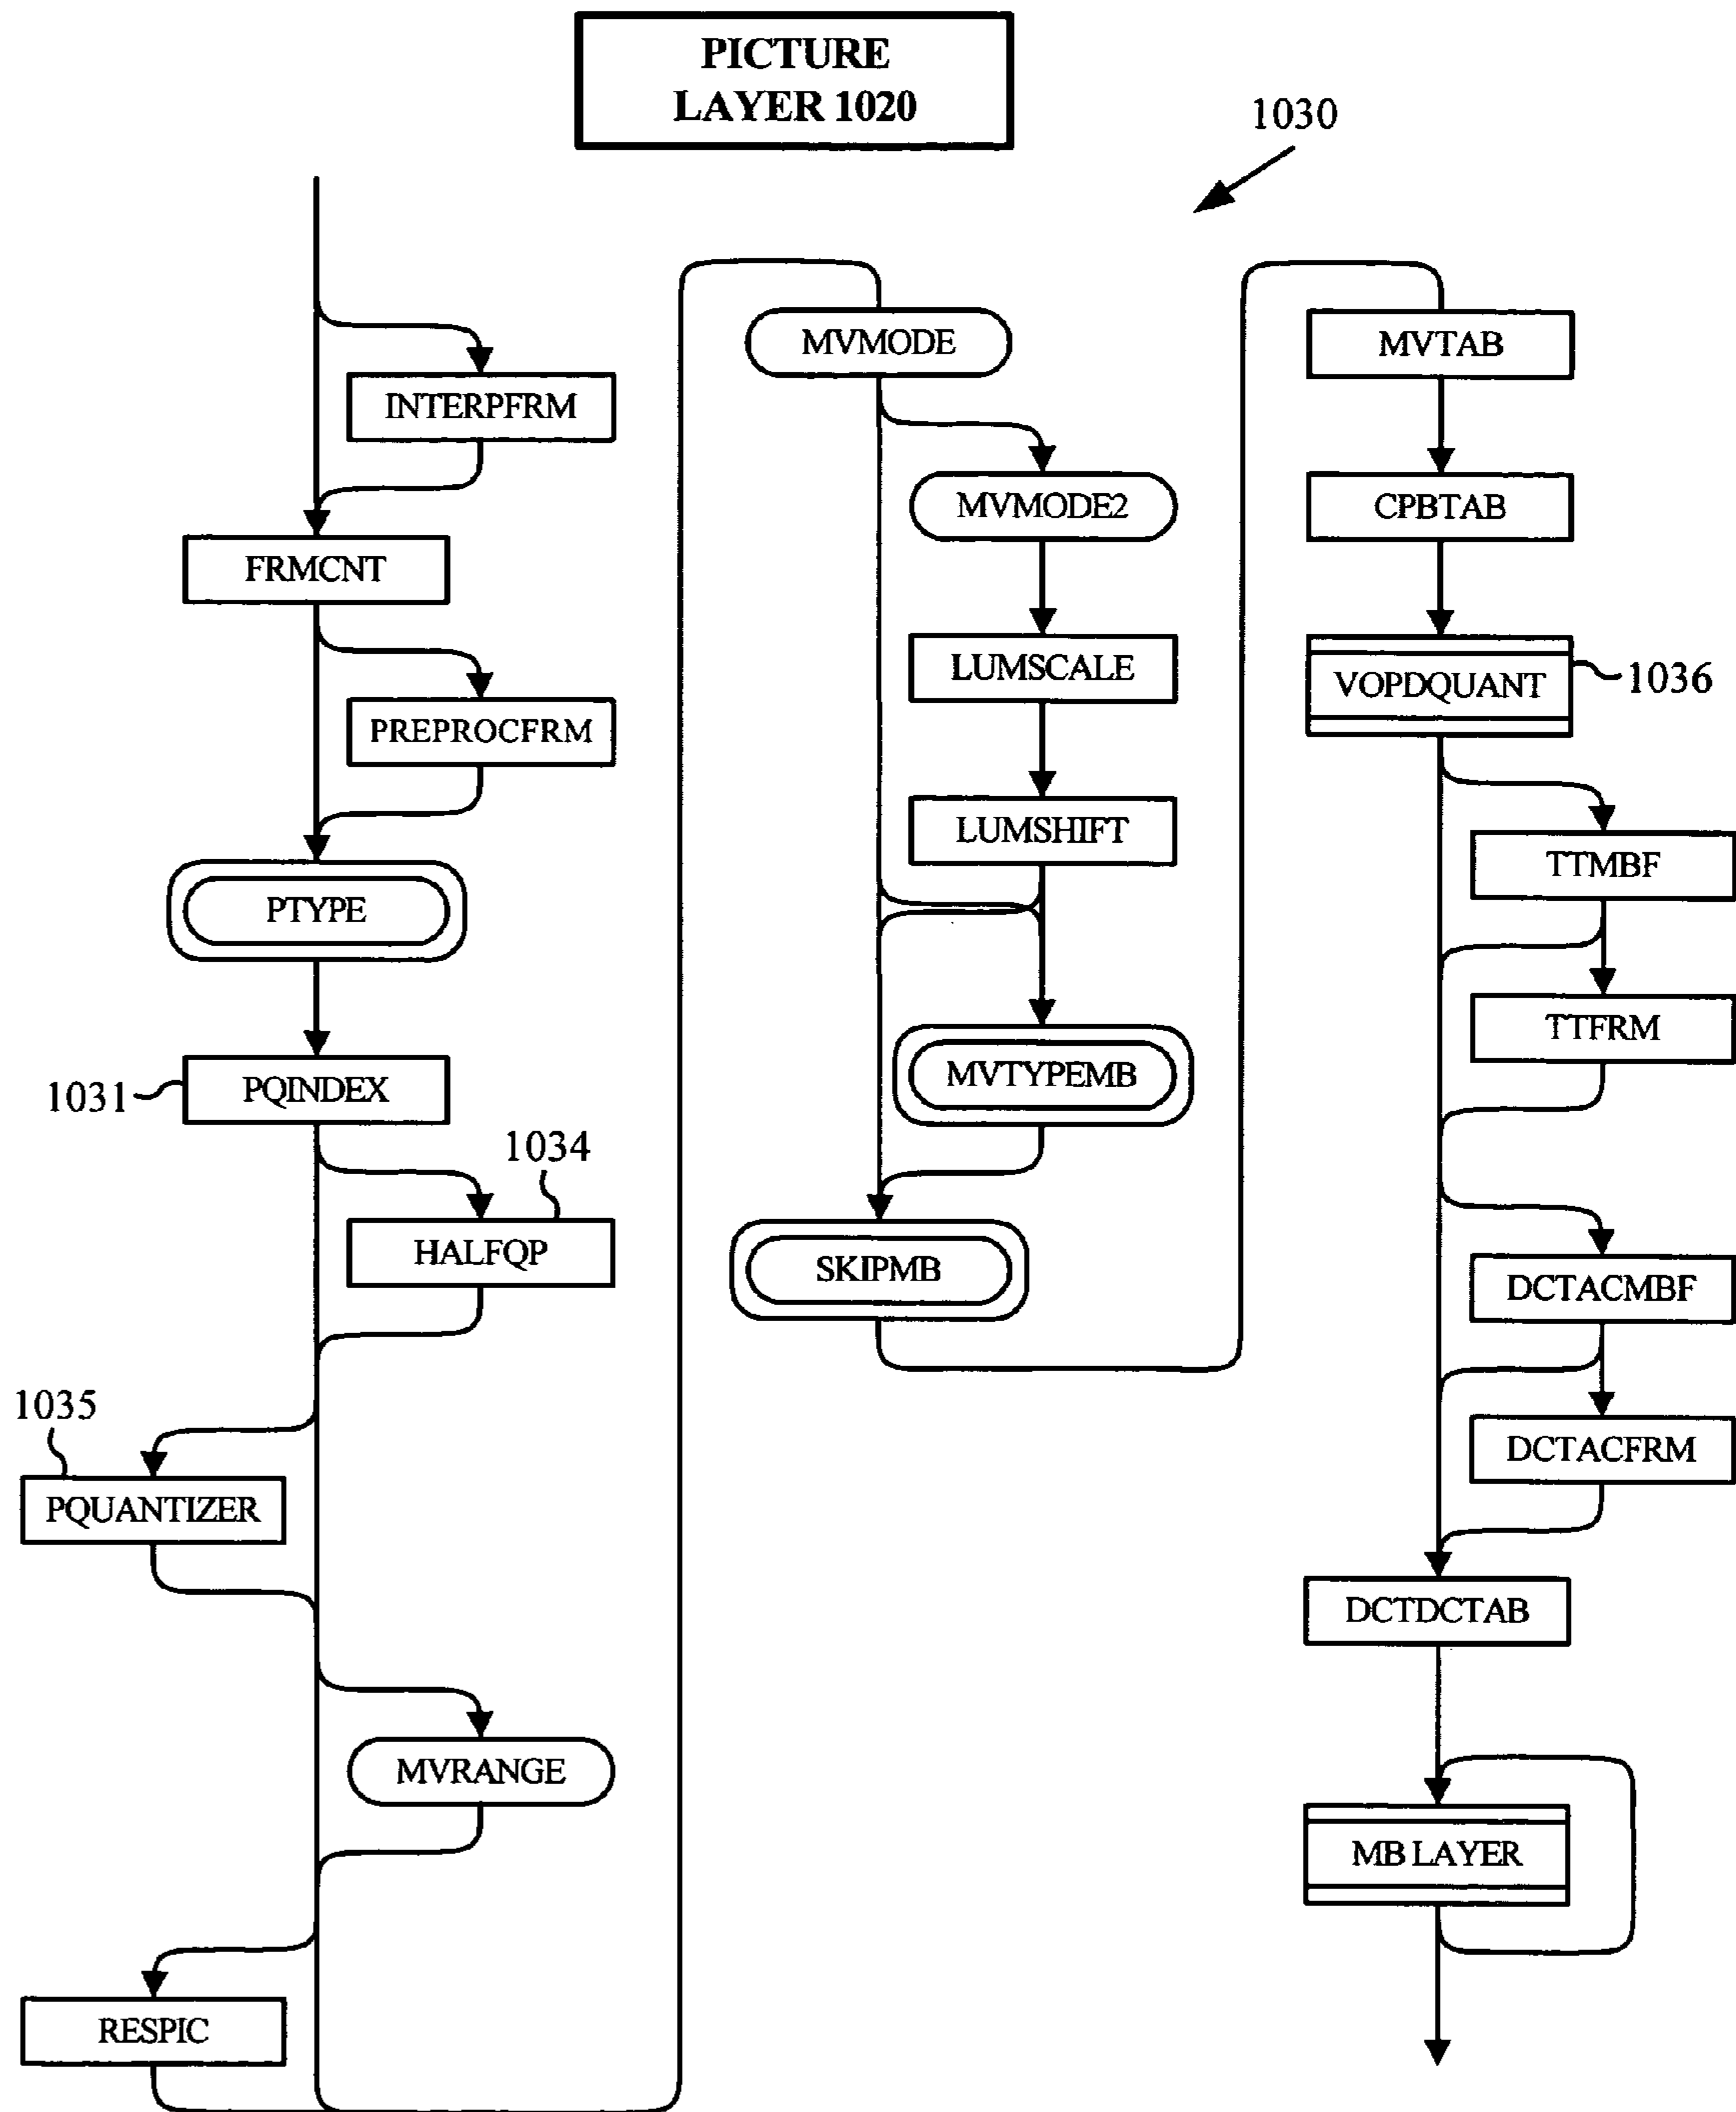 PICTURE
LAYER 1020
1030
INTERPFRM
FRMCNT
PREPROCFRM
PTYPE
1031
PQINDEX
1034
HALFQP
1035
PQUANTIZER
MVRANGE
RESPIC
MVMODE
MVMODE2
LUMSCALE
LUMSHIFT
MVTYPEMB
SKIPMB
MVTAB
CPBTAB
VOPDQUANT
1036
TTMBF
TTFRM
DCTACMBF
DCTACFRM
DCTDCTAB
MB LAYER